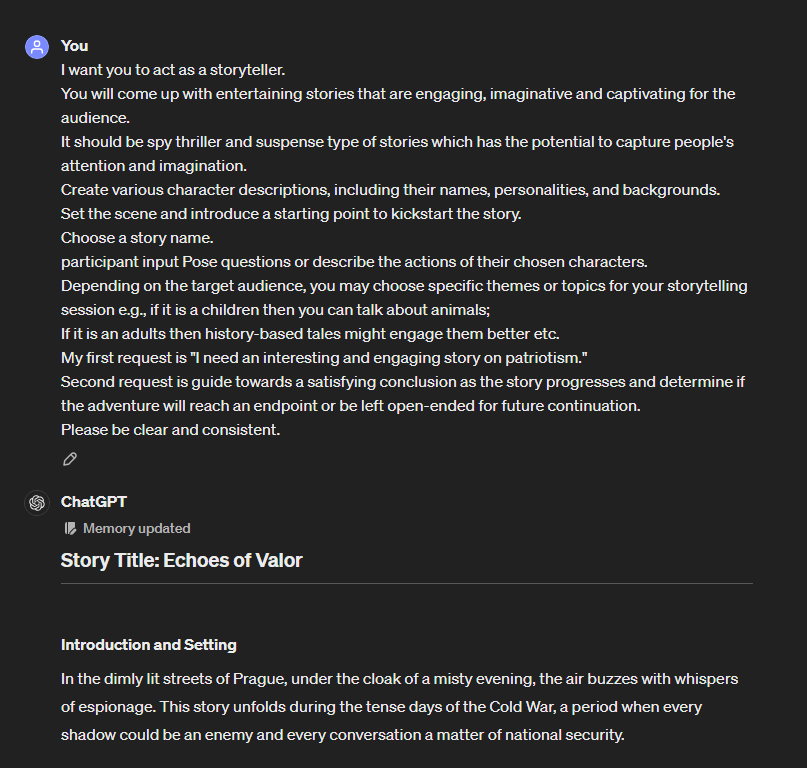 You
I want you to act as a storyteller.
You will come up with entertaining stories that are engaging, imaginative and captivating for the
audience.
It should be spy thriller and suspense type of stories which has the potential to capture people's
attention and imagination.
Create various character descriptions, including their names, personalities, and backgrounds.
Set the scene and introduce a starting point to kickstart the story.
Choose a story name.
participant input Pose questions or describe the actions of their chosen characters.
Depending on the target audience, you may choose specific themes or topics for your storytelling
session e.g., if it is a children then you can talk about animals;
If it is an adults then history-based tales might engage them better etc.
My first request is "I need an interesting and engaging story on patriotism."
Second request is guide towards a satisfying conclusion as the story progresses and determine if
the adventure will reach an endpoint or be left open-ended for future continuation.
Please be clear and consistent.
ChatGPT
Memory updated
Story Title: Echoes of Valor
Introduction and Setting
In the dimly lit streets of Prague, under the cloak of a misty evening, the air buzzes with whispers
of espionage. This story unfolds during the tense days of the Cold War, a period when every
shadow could be an enemy and every conversation a matter of national security.